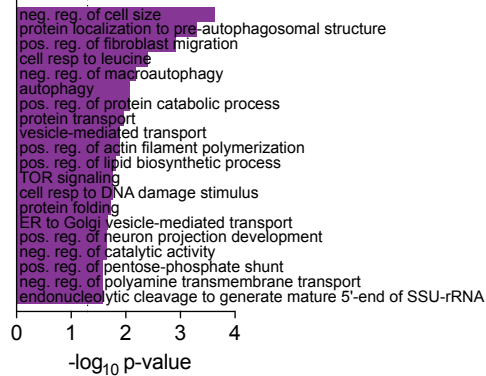 neg. reg. of cell size
protein localization to pre-autophagosomal structure
pos. reg. of fibroblast migration
cell resp to leucine
neg. reg. of macroautophagy
autophagy
pos. reg. of protein catabolic process
protein transport
vesicle-mediated transport
pos. reg. of actin filament polymerization
pos. reg. of lipid biosynthetic process
TOR signaling
cell resp to DNA damage stimulus
protein folding
ER to Golgi vesicle-mediated transport
pos. reg. of neuron projection development
neg. reg. of catalytic activity
pos. reg. of pentose-phosphate shunt
neg. reg. of polyamine transmembrane transport
endonucleolytic cleavage to generate mature 5'-end of SSU-rRNA
0 1 2 3 4
-log10 p-value